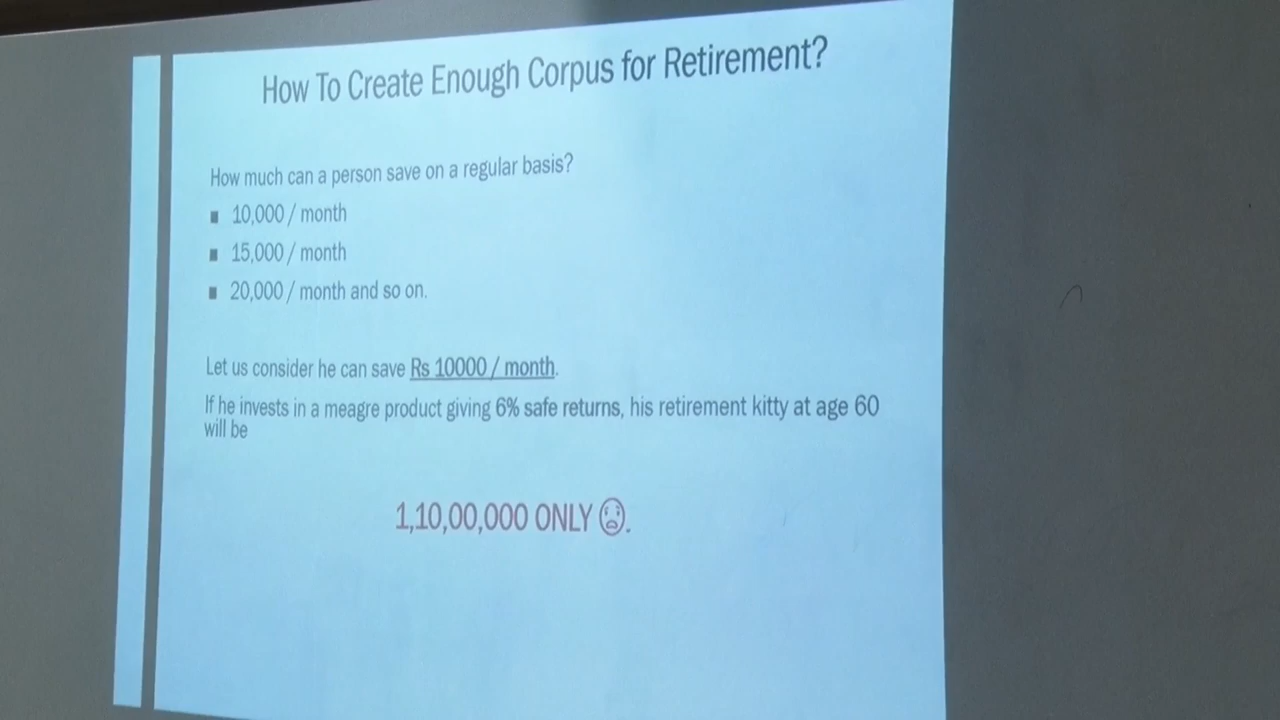 How To Create Enough Corpus for Retirement?
How much can a person save on a regular basis?
▪ 10,000 / month
▪ 15,000 / month
▪ 20,000 / month and so on.
Let us consider he can save Rs 10000 / month.
If he invests in a meagre product giving 6% safe returns, his retirement kitty at age 60
will be
1,10,00,000 ONLY ☹.